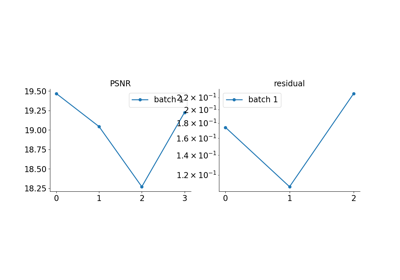 PSNR
batch 1
19.50
19.25
19.00
18.75
18.50
18.25
0 1 2 3
residual
batch 1
2.2 × 10⁻¹
2 × 10⁻¹
1.8 × 10⁻¹
1.6 × 10⁻¹
1.4 × 10⁻¹
1.2 × 10⁻¹
0 1 2